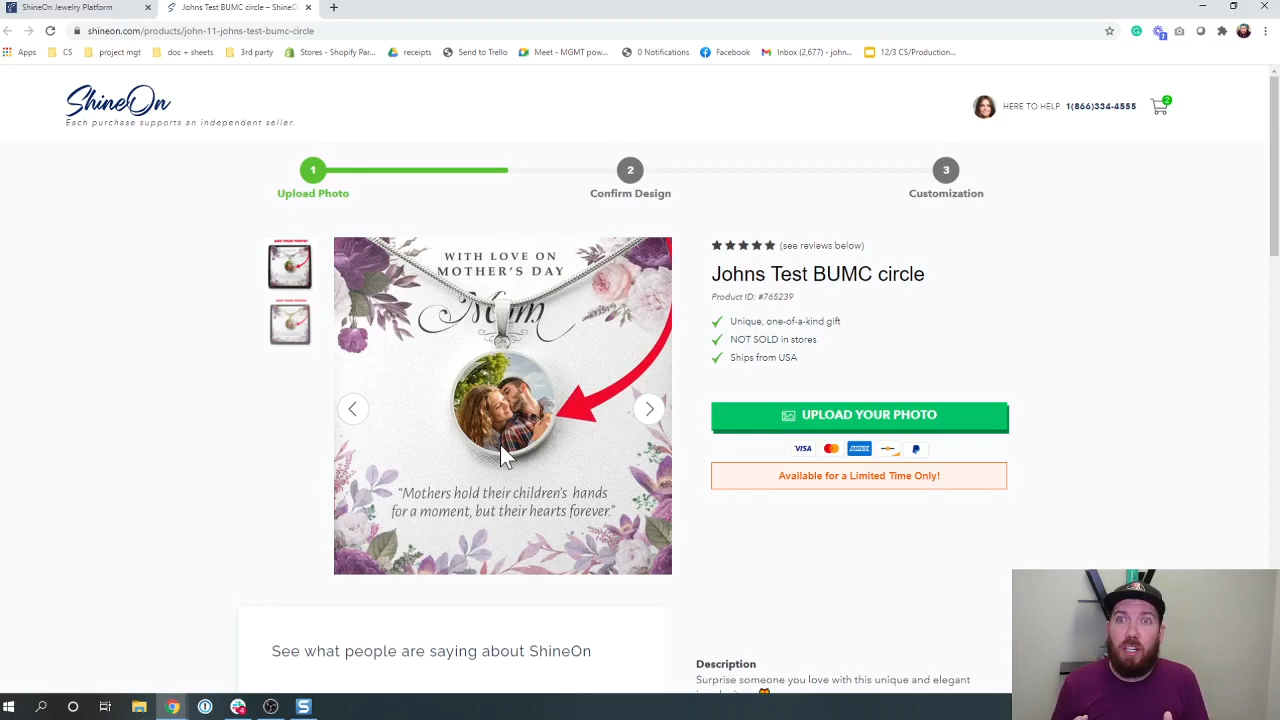 ShineOn Jewelry Platform
Johns Test BUMC circle – ShineO
shineon.com/products/john-11-johns-test-bumc-circle
Apps CS project mgt doc + sheets 3rd party Stores - Shopify Par... receipts Send to Trello Meet - MGMT pow... 0 Notifications Facebook Inbox (2,677) - john... 12/3 CS/Production...
ShineOn
Each purchase supports an independent seller.
HERE TO HELP 1(866)334-4555
2
1 2 3
Upload Photo Confirm Design Customization
ADD YOUR PHOTO!
WITH LOVE ON
MOTHER'S DAY
Mom
"Mothers hold their children's hands
for a moment, but their hearts forever."
(see reviews below)
Johns Test BUMC circle
Product ID: #765239
Unique, one-of-a-kind gift
NOT SOLD in stores
Ships from USA
UPLOAD YOUR PHOTO
VISA
Available for a Limited Time Only!
See what people are saying about ShineOn
Description
Surprise someone you love with this unique and elegant